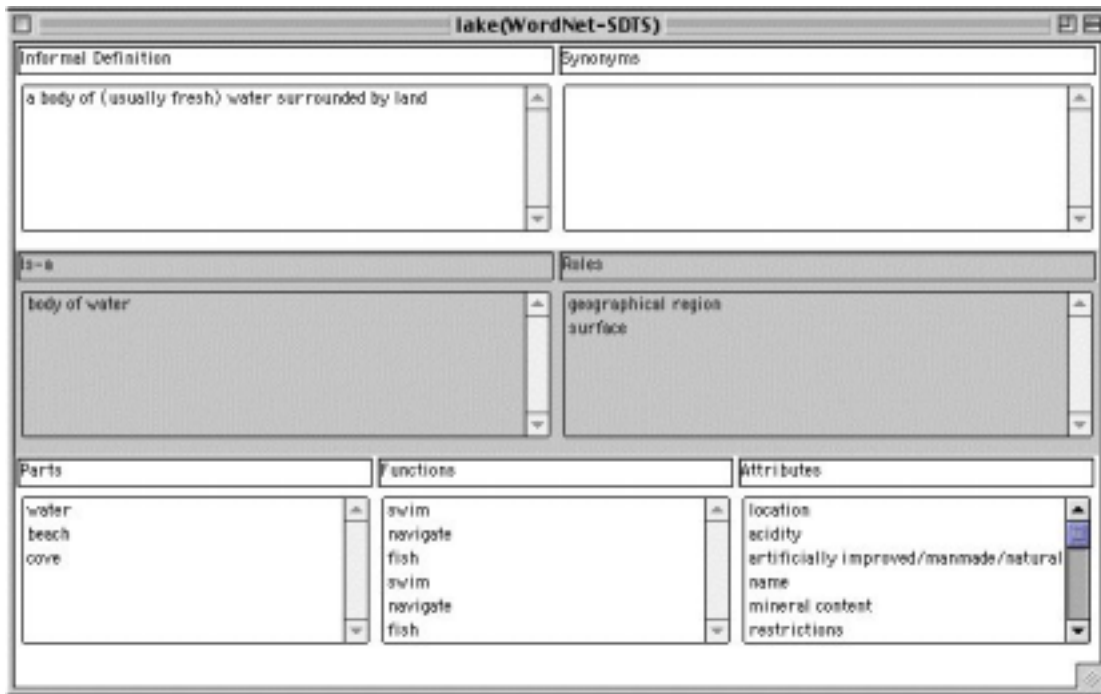 lake(WordNet-SDTS)
Informal Definition
Synonyms
a body of (usually fresh) water surrounded by land
Is-a
Roles
body of water
geographical region
surface
Parts
Functions
Attributes
water
beach
cove
swim
navigate
fish
swim
navigate
fish
location
acidity
artificially improved/manmade/natural
name
mineral content
restrictions